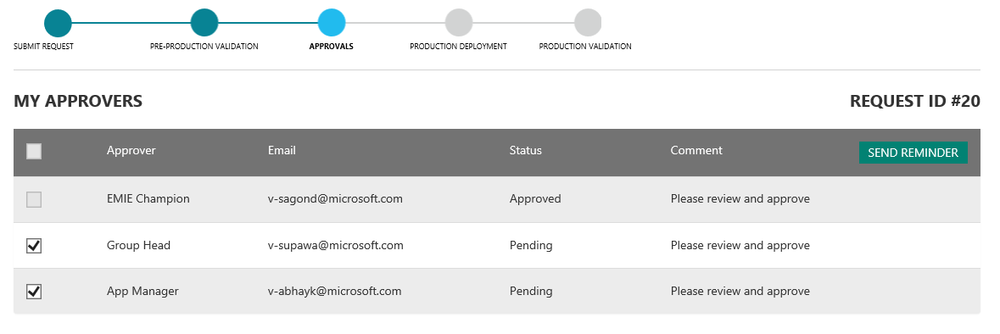 SUBMIT REQUEST PRE-PRODUCTION VALIDATION APPROVALS PRODUCTION DEPLOYMENT PRODUCTION VALIDATION
MY APPROVERS REQUEST ID #20
Approver Email Status Comment SEND REMINDER
EMIE Champion v-sagond@microsoft.com Approved Please review and approve
Group Head v-supawa@microsoft.com Pending Please review and approve
App Manager v-abhayk@microsoft.com Pending Please review and approve